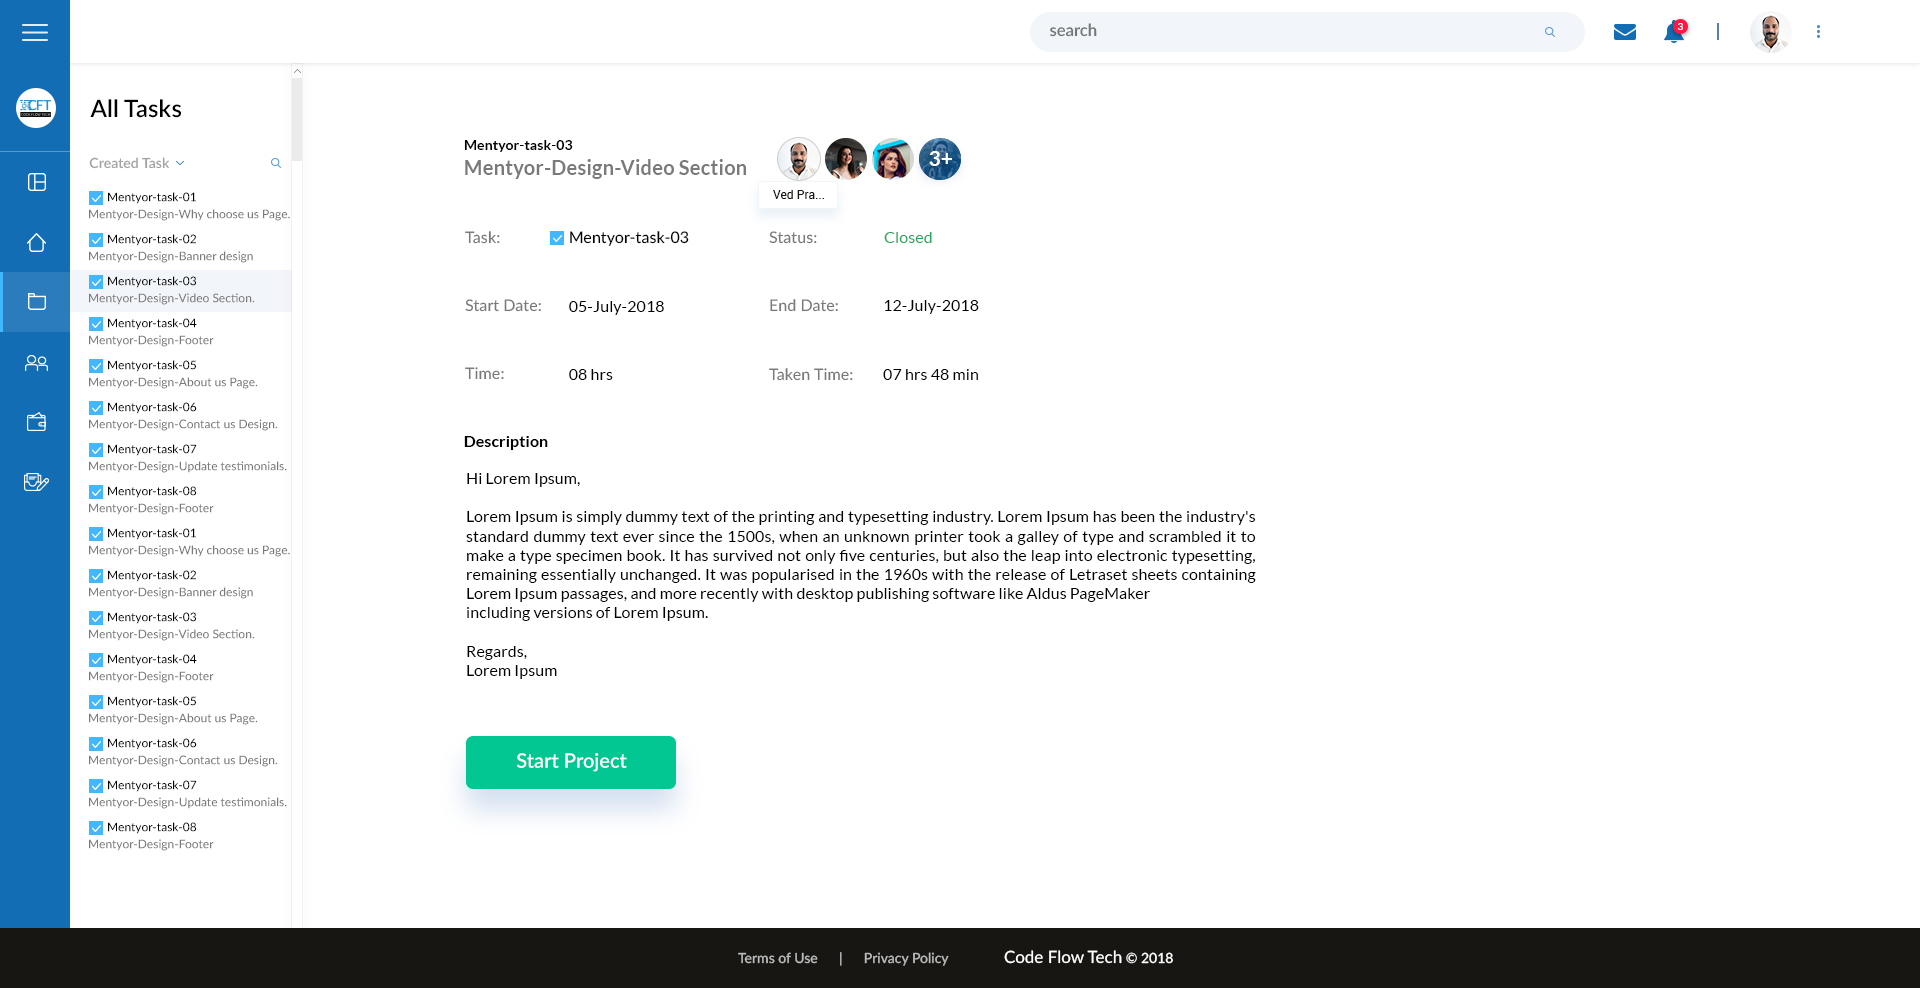 search
3
CFT
All Tasks
Created Task
Mentyor-task-01
Mentyor-Design-Why choose us Page.
Mentyor-task-02
Mentyor-Design-Banner design
Mentyor-task-03
Mentyor-Design-Video Section.
Mentyor-task-04
Mentyor-Design-Footer
Mentyor-task-05
Mentyor-Design-About us Page.
Mentyor-task-06
Mentyor-Design-Contact us Design.
Mentyor-task-07
Mentyor-Design-Update testimonials.
Mentyor-task-08
Mentyor-Design-Footer
Mentyor-task-01
Mentyor-Design-Why choose us Page.
Mentyor-task-02
Mentyor-Design-Banner design
Mentyor-task-03
Mentyor-Design-Video Section.
Mentyor-task-04
Mentyor-Design-Footer
Mentyor-task-05
Mentyor-Design-About us Page.
Mentyor-task-06
Mentyor-Design-Contact us Design.
Mentyor-task-07
Mentyor-Design-Update testimonials.
Mentyor-task-08
Mentyor-Design-Footer
Mentyor-task-03
Mentyor-Design-Video Section
3+
Ved Pra...
Task: Mentyor-task-03 Status: Closed
Start Date: 05-July-2018 End Date: 12-July-2018
Time: 08 hrs Taken Time: 07 hrs 48 min
Description
Hi Lorem Ipsum,
Lorem Ipsum is simply dummy text of the printing and typesetting industry. Lorem Ipsum has been the industry's
standard dummy text ever since the 1500s, when an unknown printer took a galley of type and scrambled it to
make a type specimen book. It has survived not only five centuries, but also the leap into electronic typesetting,
remaining essentially unchanged. It was popularised in the 1960s with the release of Letraset sheets containing
Lorem Ipsum passages, and more recently with desktop publishing software like Aldus PageMaker
including versions of Lorem Ipsum.
Regards,
Lorem Ipsum
Start Project
Terms of Use | Privacy Policy Code Flow Tech © 2018